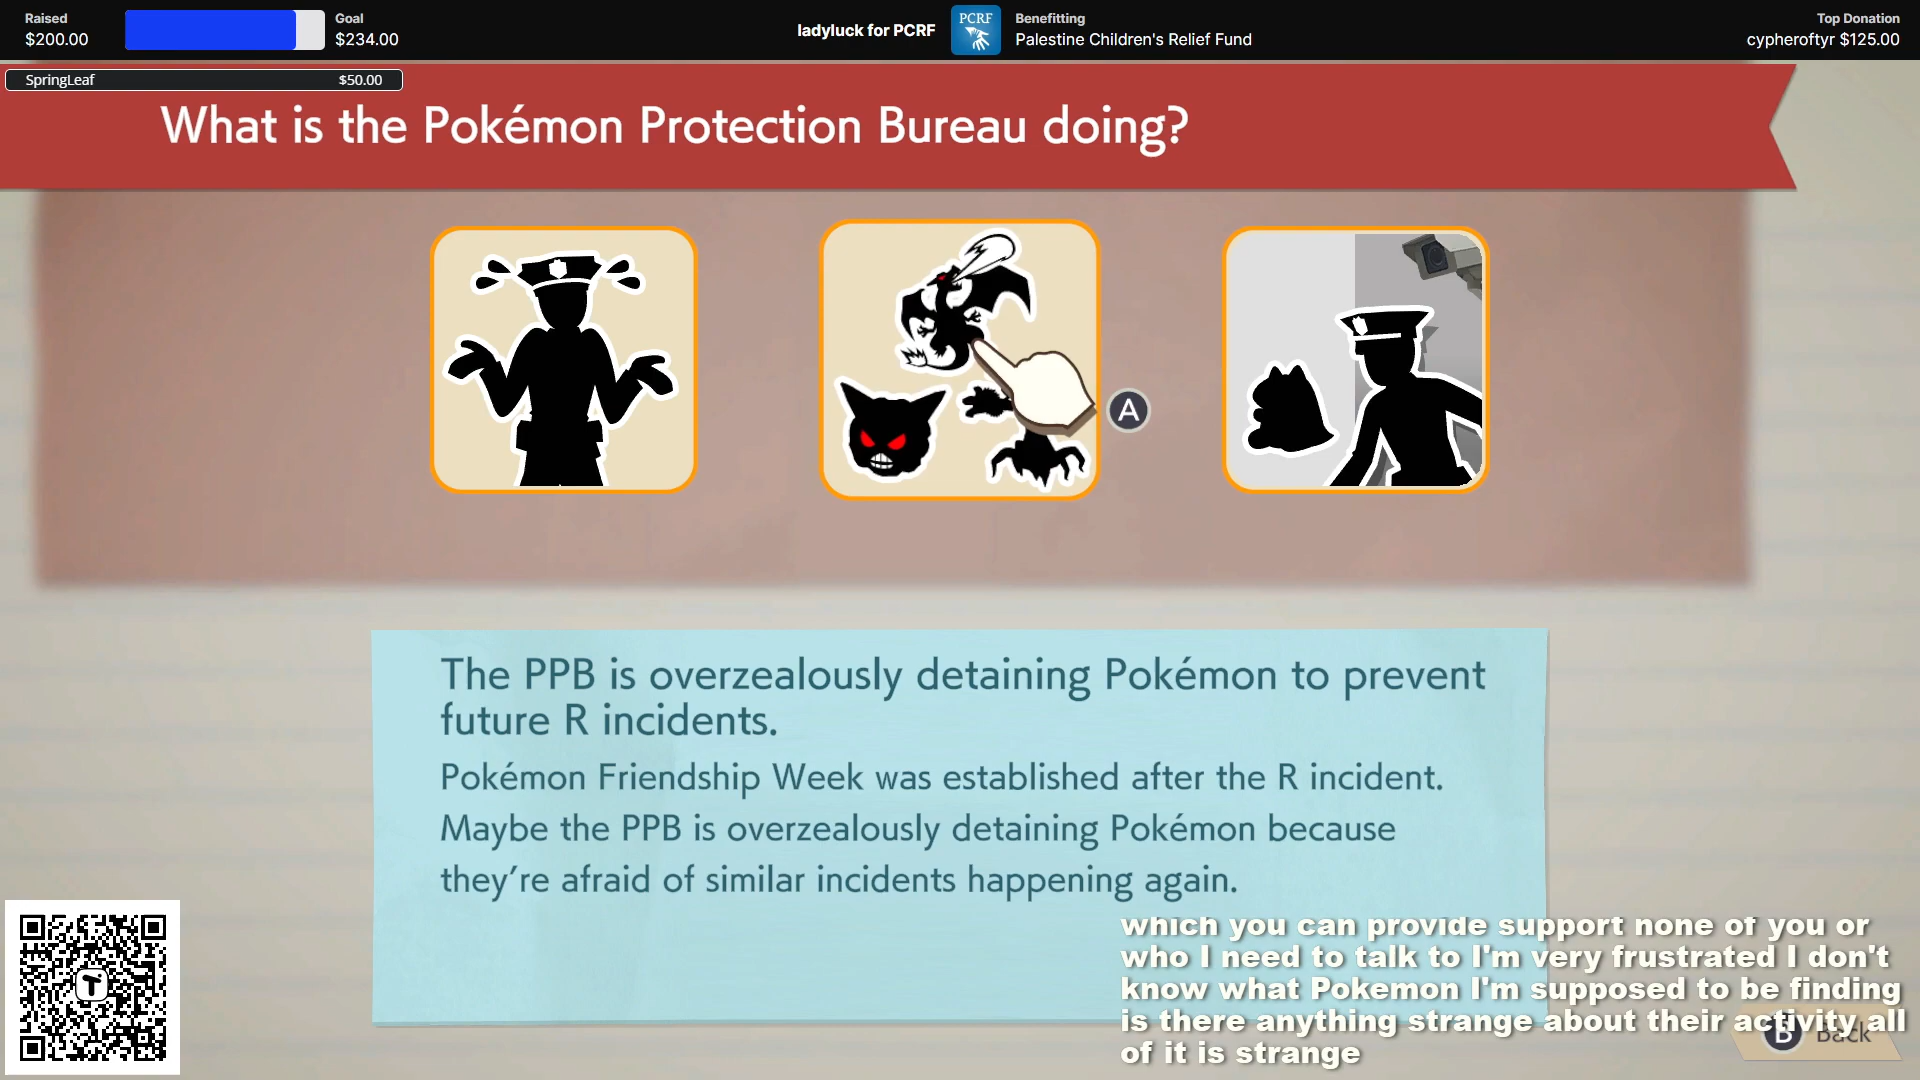 Raised
$200.00
Goal
$234.00
ladyluck for PCRF
PCRF
Benefitting
Palestine Children's Relief Fund
Top Donation
cypheroftyr $125.00
SpringLeaf $50.00
What is the Pokémon Protection Bureau doing?
A
The PPB is overzealously detaining Pokémon to prevent
future R incidents.
Pokémon Friendship Week was established after the R incident.
Maybe the PPB is overzealously detaining Pokémon because
they're afraid of similar incidents happening again.
which you can provide support none of you or
who I need to talk to I'm very frustrated I don't
know what Pokemon I'm supposed to be finding
is there anything strange about their activity all
of it is strange
B Back